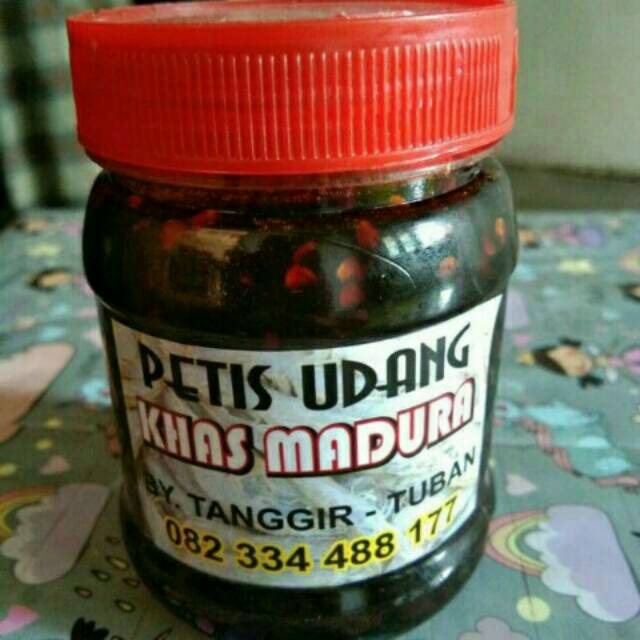 PETIS UDANG
KHAS MADURA
BY. TANGGIR - TUBAN
082 334 488 177